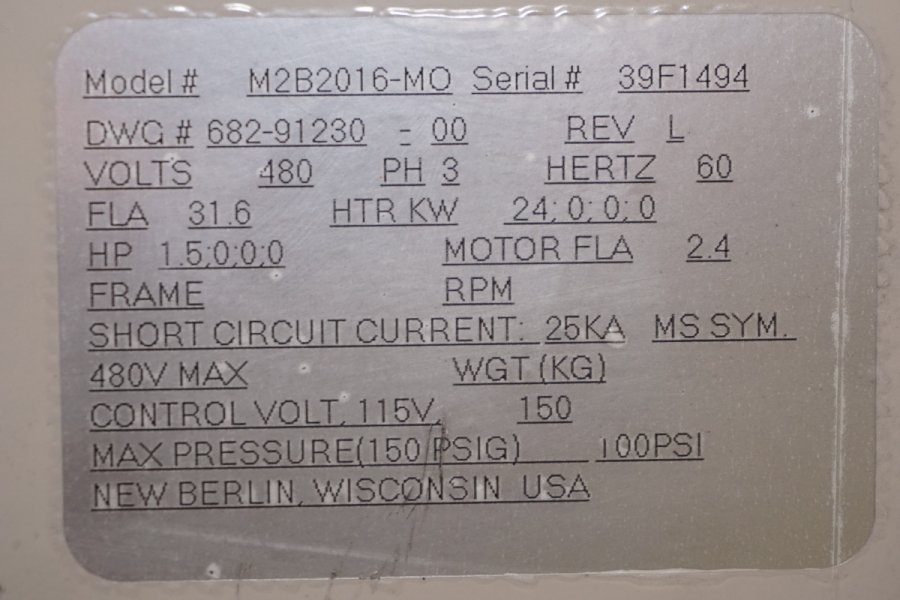 Model # M2B2016-MO Serial # 39F1494
DWG # 682-91230 - 00 REV L
VOLTS 480 PH 3 HERTZ 60
FLA 31.6 HTR KW 24; 0; 0; 0
HP 1.5;0;0;0 MOTOR FLA 2.4
FRAME RPM
SHORT CIRCUIT CURRENT: 25KA MS SYM.
480V MAX WGT (KG)
CONTROL VOLT. 115V, 150
MAX PRESSURE(150 PSIG) 100PSI
NEW BERLIN, WISCONSIN USA